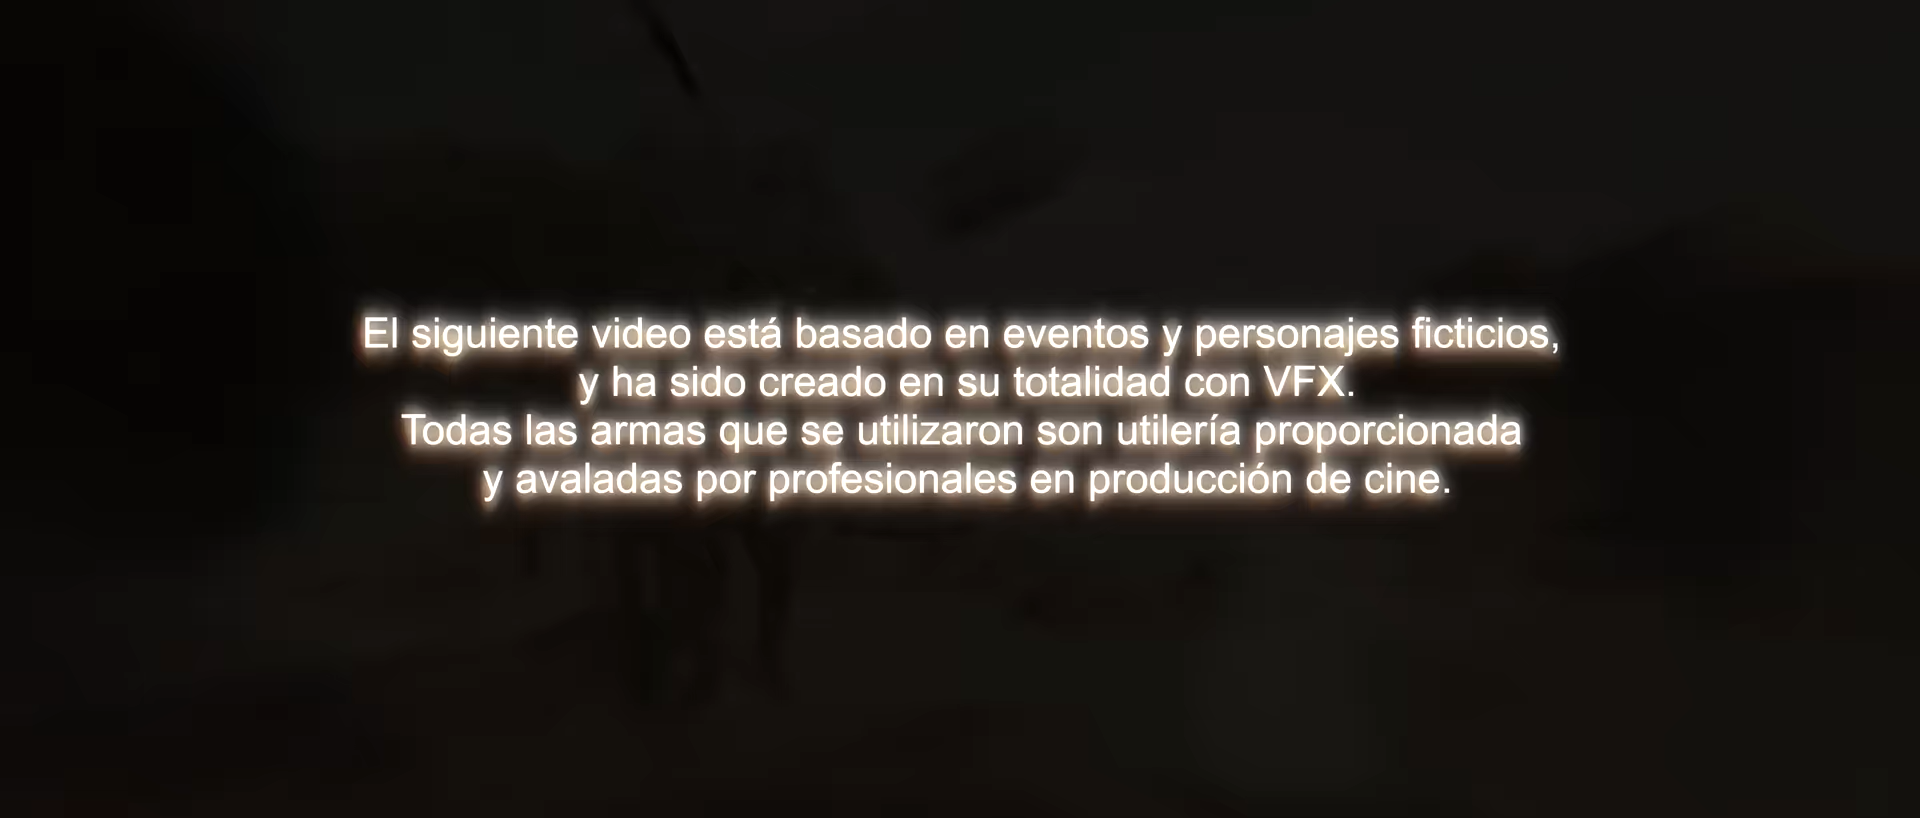 El siguiente video está basado en eventos y personajes ficticios,
y ha sido creado en su totalidad con VFX.
Todas las armas que se utilizaron son utilería proporcionada
y avaladas por profesionales en producción de cine.